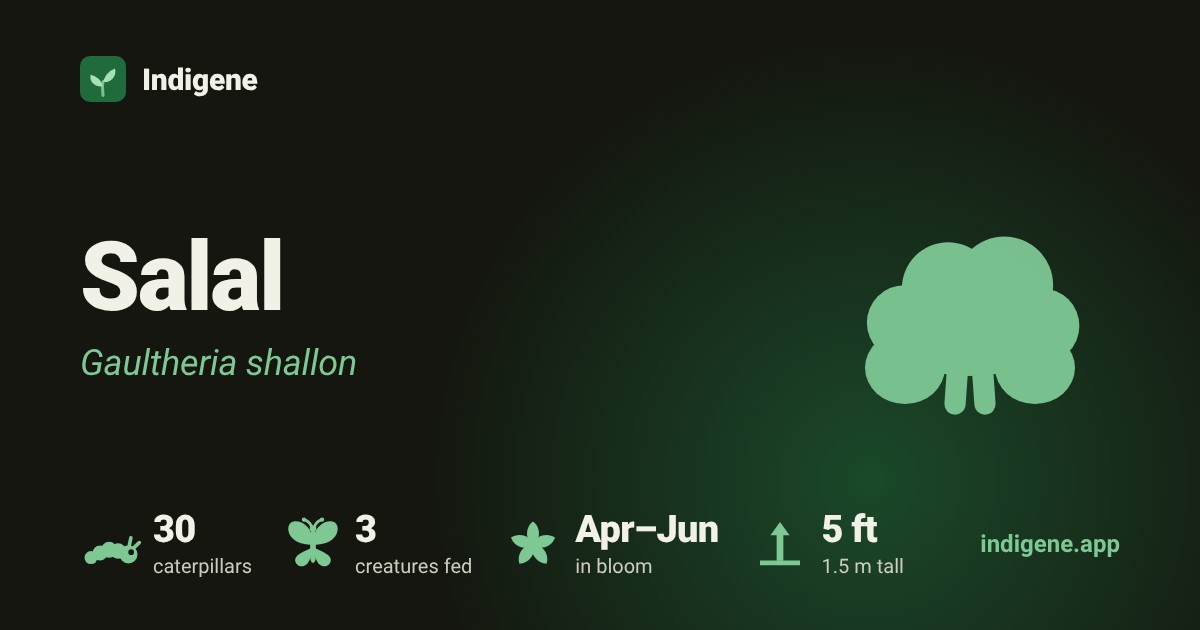 Indigene
Salal
Gaultheria shallon
30
caterpillars
3
creatures fed
Apr–Jun
in bloom
5 ft
1.5 m tall
indigene.app